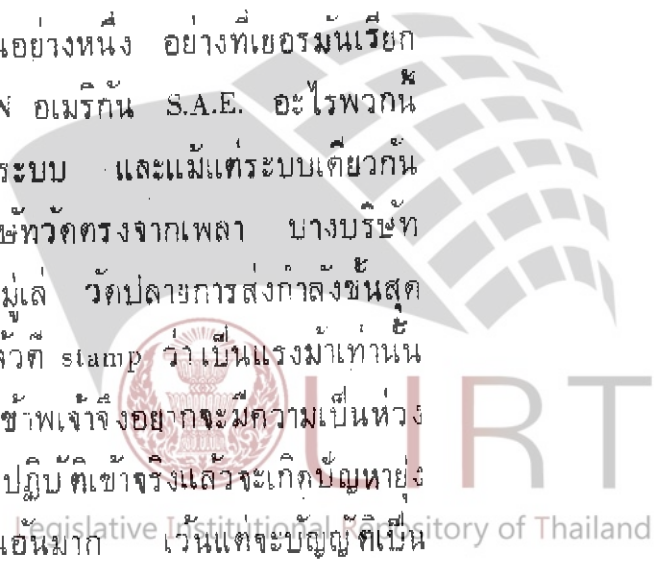 นอย่างหนึ่ง อย่างที่เยอรมันเรียก
N อเมริกัน S.A.E. อะไรพวกนี้
ระบบ และแม้แต่ระบบเดียวกัน
ษัทวัดตรงจากเพลา บางบริษัท
มู่เล่ วัดปลายการส่งกำลังขั้นสุด
ล้วตี stamp ว่าเป็นแรงม้าเท่านั้น
ข้าพเจ้าจึงอยากจะมีความเป็นห่วง
ปฏิบัติเข้าจริงแล้วจะเกิดปัญหายุ่ง
นอันมาก เว้นแต่จะบัญญัติเป็น
LIRT
Legislative Institutional Repository of Thailand